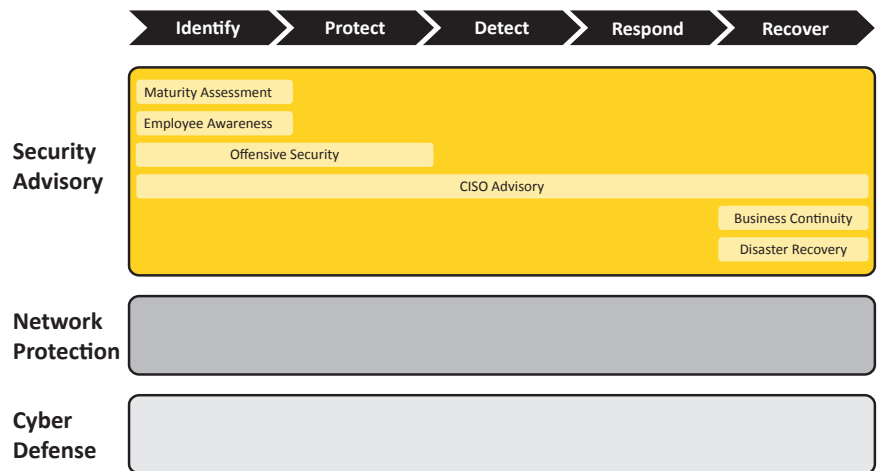 Identify Protect Detect Respond Recover
Security
Advisory
Maturity Assessment
Employee Awareness
Offensive Security
CISO Advisory
Business Continuity
Disaster Recovery
Network
Protection
Cyber
Defense